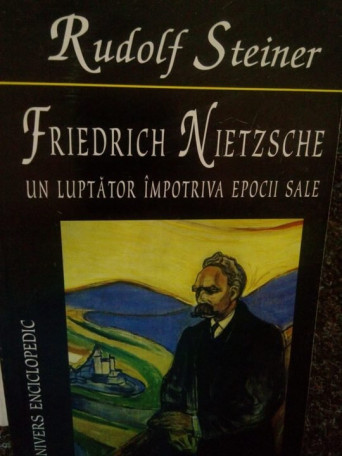 Rudolf Steiner
FRIEDRICH NIETZSCHE
UN LUPTĂTOR ÎMPOTRIVA EPOCII SALE
NIVERS ENCICLOPEDIC